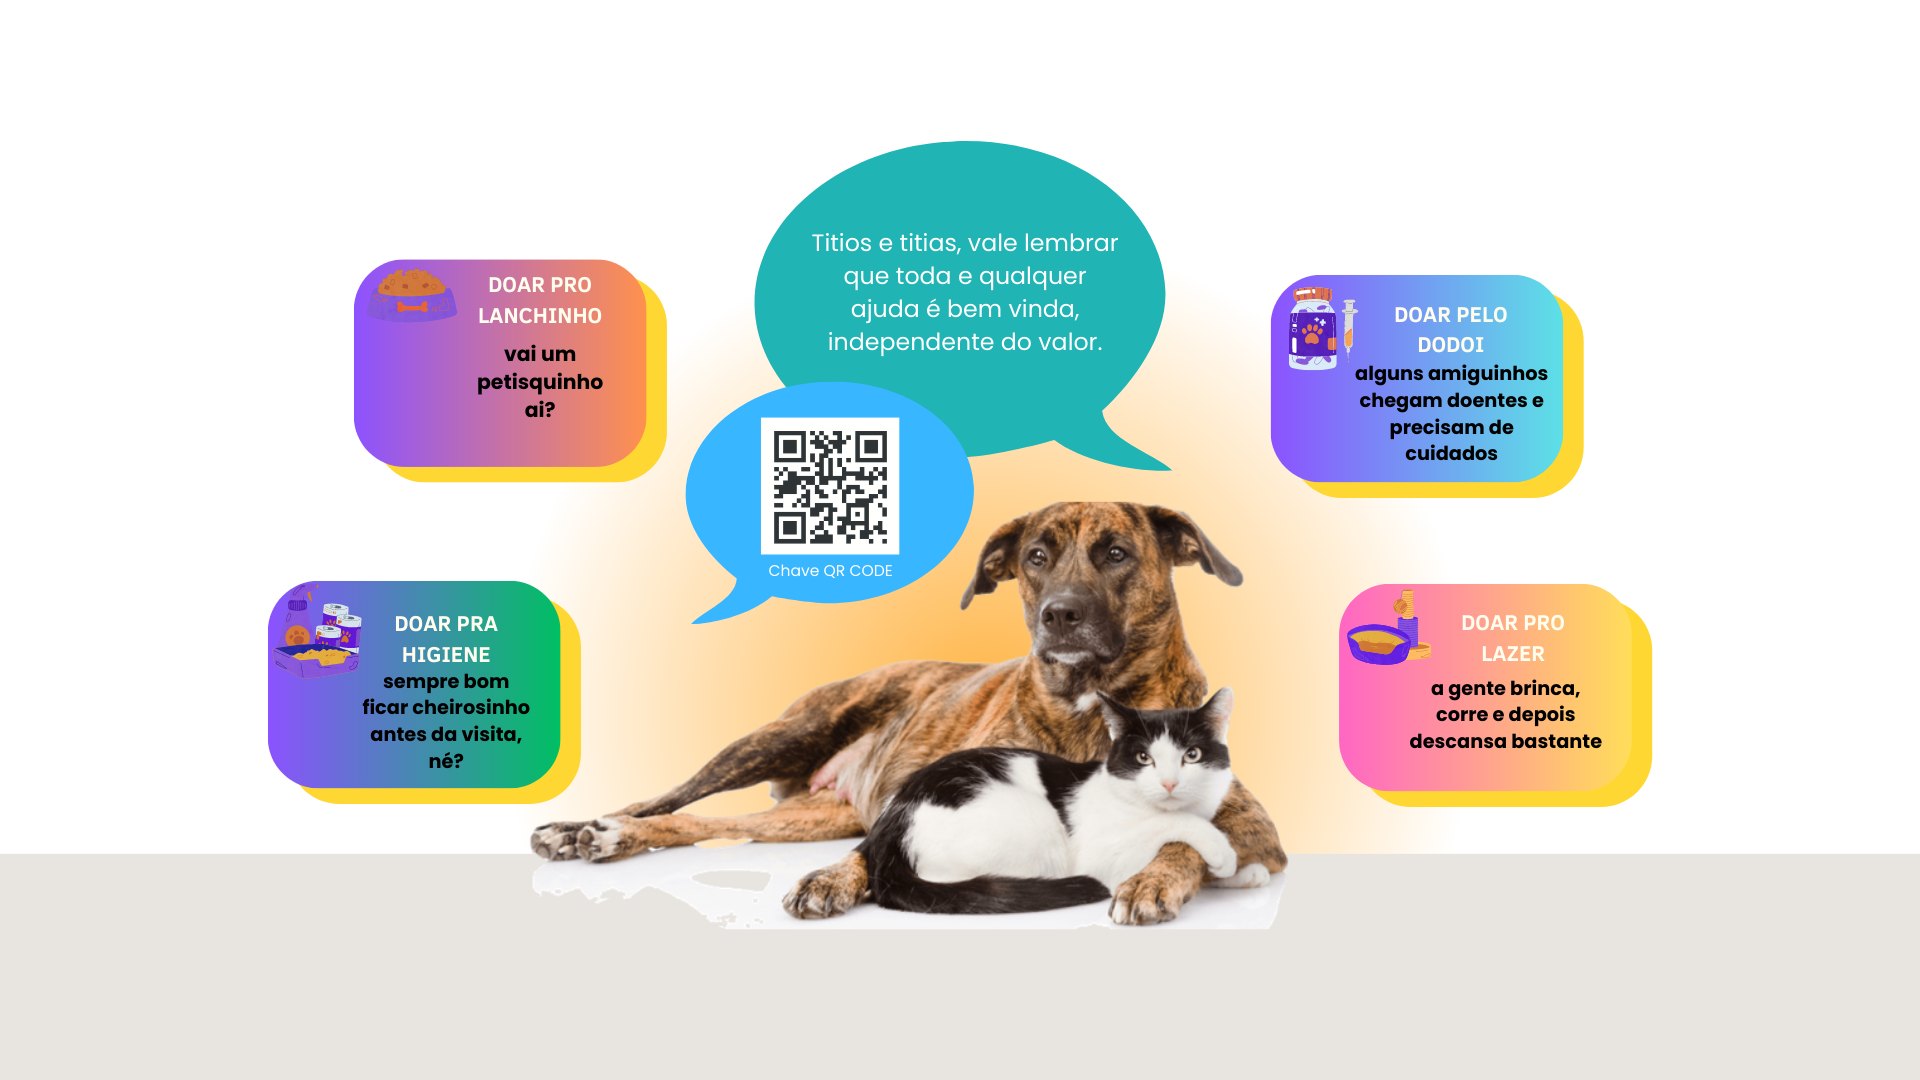 Titios e titias, vale lembrar
que toda e qualquer
ajuda é bem vinda,
independente do valor.
DOAR PRO
LANCHINHO
vai um
petisquinho
ai?
DOAR PELO
DODOI
alguns amiguinhos
chegam doentes e
precisam de
cuidados
Chave QR CODE
DOAR PRA
HIGIENE
sempre bom
ficar cheirosinho
antes da visita,
né?
DOAR PRO
LAZER
a gente brinca,
corre e depois
descansa bastante